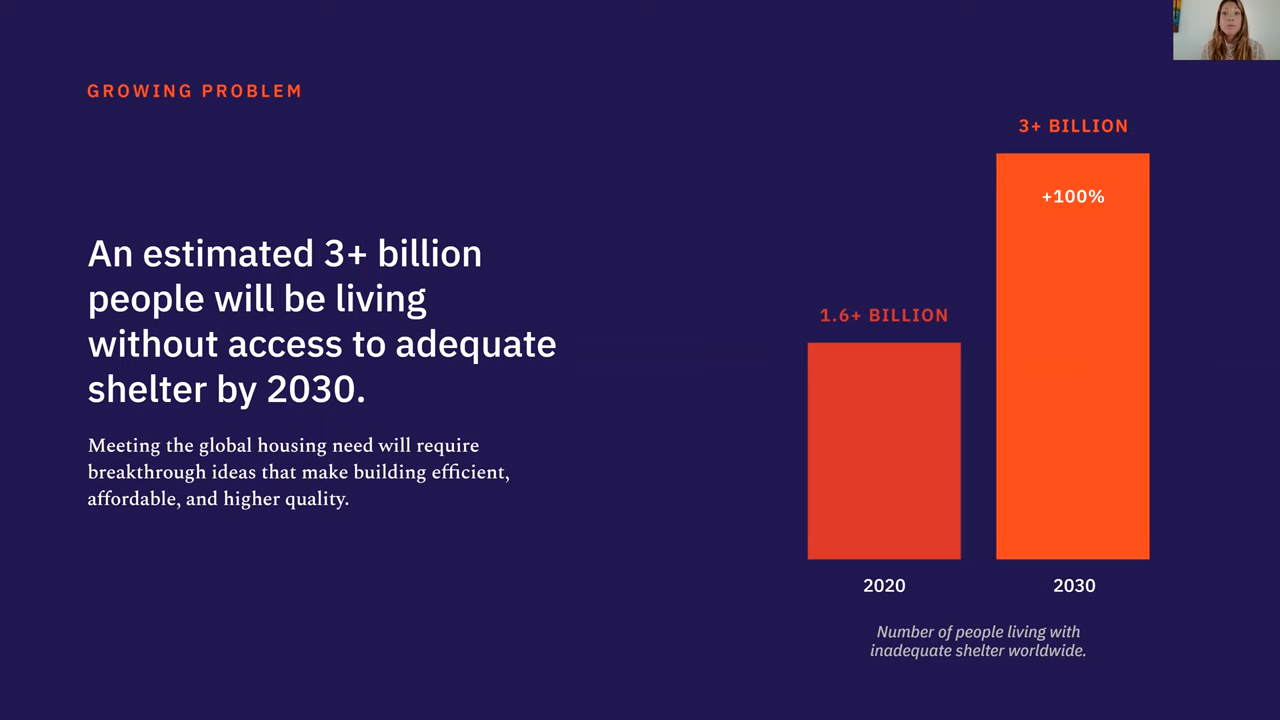 GROWING PROBLEM
An estimated 3+ billion
people will be living
without access to adequate
shelter by 2030.
Meeting the global housing need will require
breakthrough ideas that make building efficient,
affordable, and higher quality.
3+ BILLION
+100%
1.6+ BILLION
2020
2030
Number of people living with
inadequate shelter worldwide.